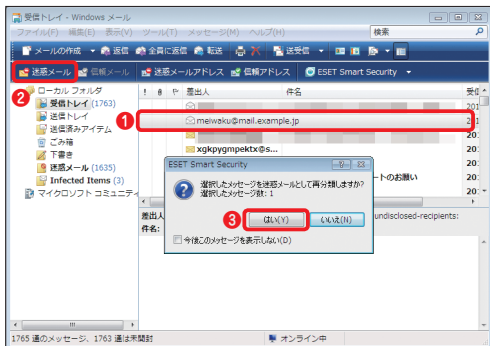 受信トレイ - Windows メール
ファイル(F) 編集(E) 表示(V) ツール(T) メッセージ(M) ヘルプ(H) 検索
メールの作成 返信 全員に返信 転送 送受信
迷惑メール 信頼メール 迷惑メールアドレス 信頼アドレス ESET Smart Security
2 ローカル フォルダ
受信トレイ (1763)
送信トレイ
送信済みアイテム
ごみ箱
下書き
迷惑メール (1635)
Infected Items (3)
マイクロソフト コミュニティ
! 差出人 件名 受信
201
1 meiwaku@mail.example.jp 201
20:
xgkpygmpektx@s... 20:
20:
トのお願い 20:
20:
ESET Smart Security
選択したメッセージを迷惑メールとして再分類しますか?
選択したメッセージ数: 1
3 はい(Y) いいえ(N)
今後このメッセージを表示しない(D)
差出人 undisclosed-recipients:
件名:
1765 通のメッセージ、1763 通は未開封 オンライン中